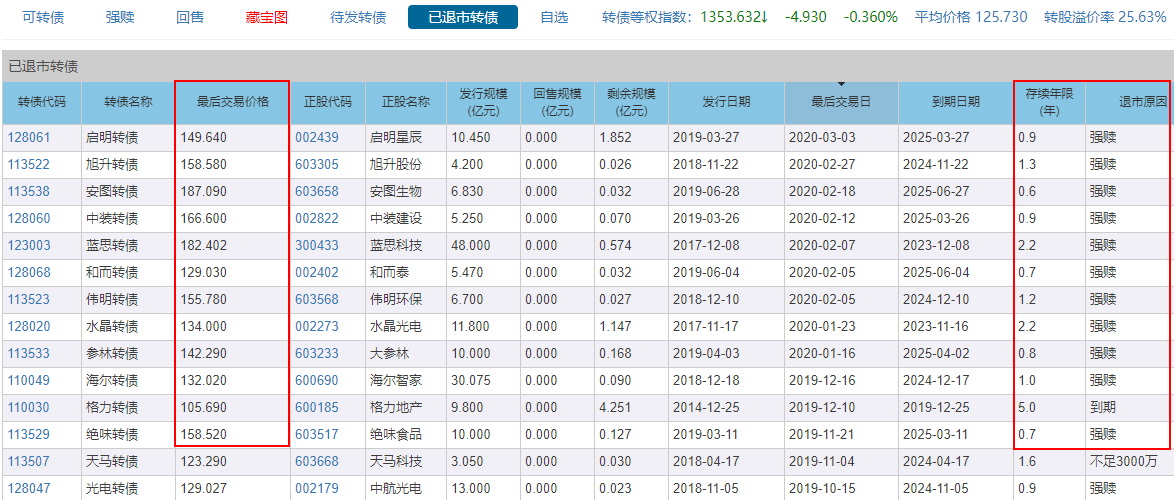 可转债 强赎 回售 藏宝图 待发转债 已退市转债 自选 转债等权指数：1353.632↓ -4.930 -0.360% 平均价格 125.730 转股溢价率 25.63%
已退市转债
转债代码 转债名称 最后交易价格 正股代码 正股名称 发行规模(亿元) 回售规模(亿元) 剩余规模(亿元) 发行日期 最后交易日 到期日期 存续年限(年) 退市原因
128061 启明转债 149.640 002439 启明星辰 10.450 0.000 1.852 2019-03-27 2020-03-03 2025-03-27 0.9 强赎
113522 旭升转债 158.580 603305 旭升股份 4.200 0.000 0.026 2018-11-22 2020-02-27 2024-11-22 1.3 强赎
113538 安图转债 187.090 603658 安图生物 6.830 0.000 0.032 2019-06-28 2020-02-18 2025-06-27 0.6 强赎
128060 中装转债 166.600 002822 中装建设 5.250 0.000 0.070 2019-03-26 2020-02-12 2025-03-26 0.9 强赎
123003 蓝思转债 182.402 300433 蓝思科技 48.000 0.000 0.574 2017-12-08 2020-02-07 2023-12-08 2.2 强赎
128068 和而转债 129.030 002402 和而泰 5.470 0.000 0.032 2019-06-04 2020-02-05 2025-06-04 0.7 强赎
113523 伟明转债 155.780 603568 伟明环保 6.700 0.000 0.027 2018-12-10 2020-02-05 2024-12-10 1.2 强赎
128020 水晶转债 134.000 002273 水晶光电 11.800 0.000 1.147 2017-11-17 2020-01-23 2023-11-16 2.2 强赎
113533 参林转债 142.290 603233 大参林 10.000 0.000 0.168 2019-04-03 2020-01-16 2025-04-02 0.8 强赎
110049 海尔转债 132.020 600690 海尔智家 30.075 0.000 0.090 2018-12-18 2019-12-16 2024-12-17 1.0 强赎
110030 格力转债 105.690 600185 格力地产 9.800 0.000 4.251 2014-12-25 2019-12-10 2019-12-25 5.0 到期
113529 绝味转债 158.520 603517 绝味食品 10.000 0.000 0.127 2019-03-11 2019-11-21 2025-03-11 0.7 强赎
113507 天马转债 123.290 603668 天马科技 3.050 0.000 0.030 2018-04-17 2019-11-04 2024-04-17 1.6 不足3000万
128047 光电转债 129.027 002179 中航光电 13.000 0.000 0.023 2018-11-05 2019-10-15 2024-11-05 0.9 强赎